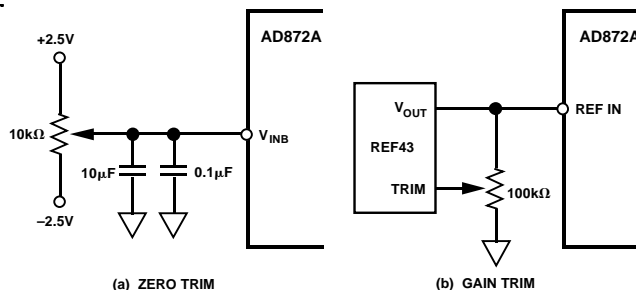 +2.5V
AD872A
10kΩ
VINB
10µF
0.1µF
–2.5V
(a) ZERO TRIM
AD872A
VOUT
REF IN
REF43
TRIM
100kΩ
(b) GAIN TRIM